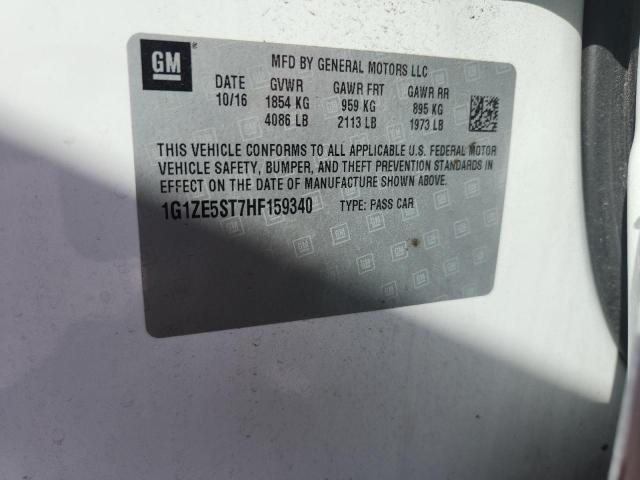 GM
MFD BY GENERAL MOTORS LLC
DATE GVWR GAWR FRT GAWR RR
10/16 1854 KG 959 KG 895 KG
4086 LB 2113 LB 1973 LB
THIS VEHICLE CONFORMS TO ALL APPLICABLE U.S. FEDERAL MOTOR
VEHICLE SAFETY, BUMPER, AND THEFT PREVENTION STANDARDS IN
EFFECT ON THE DATE OF MANUFACTURE SHOWN ABOVE.
1G1ZE5ST7HF159340 TYPE: PASS CAR